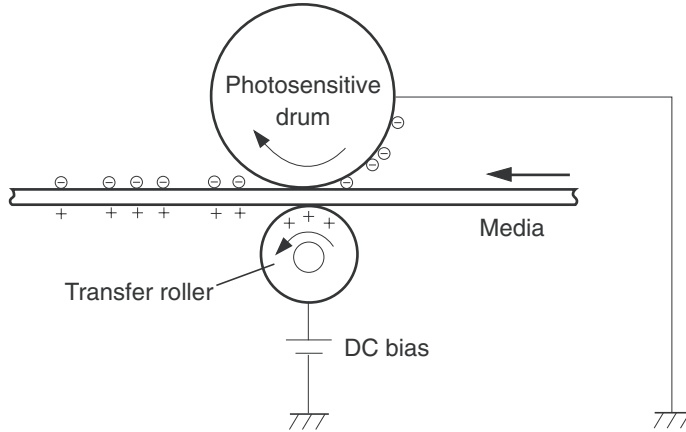 Photosensitive
drum
Media
Transfer roller
DC bias